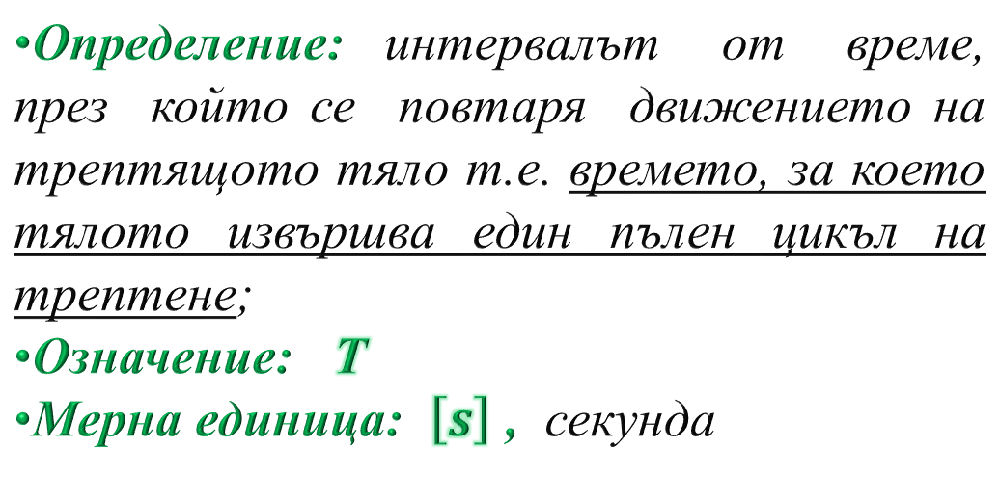 •Определение: интервалът от време,
през който се повтаря движението на
трептящото тяло т.е. времето, за което
тялото извършва един пълен цикъл на
трептене;
•Означение: T
•Мерна единица: [s] , секунда